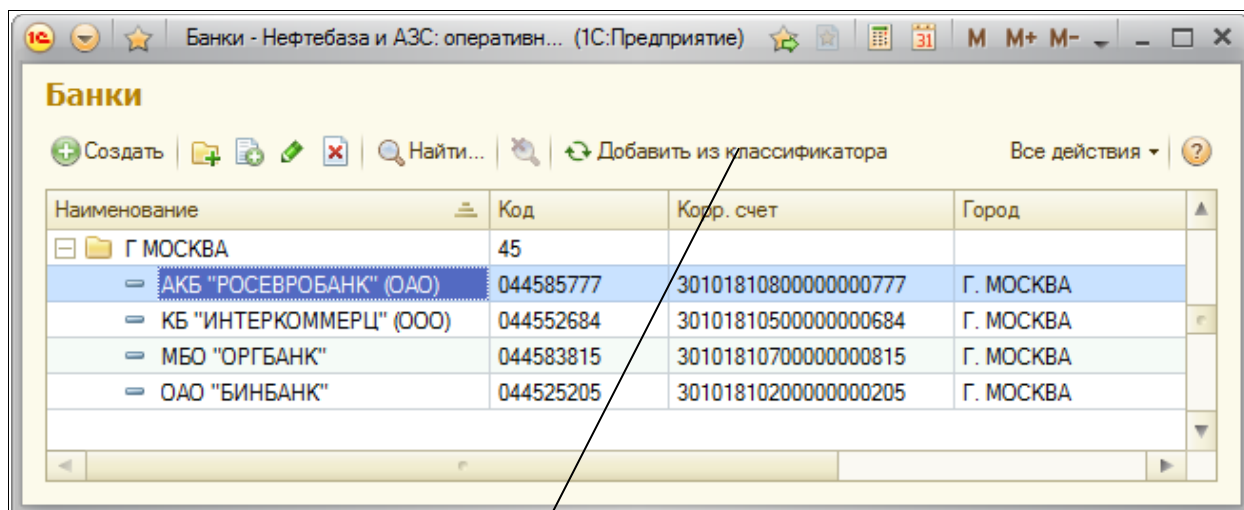 1С Банки - Нефтебаза и АЗС: оперативн... (1С:Предприятие) 31 M M+ M-
Банки
Создать Найти... Добавить из классификатора Все действия ?
Наименование Код Корр. счет Город
Г МОСКВА 45
АКБ "РОСЕВРОБАНК" (ОАО) 044585777 30101810800000000777 Г. МОСКВА
КБ "ИНТЕРКОММЕРЦ" (ООО) 044552684 30101810500000000684 Г. МОСКВА
МБО "ОРГБАНК" 044583815 30101810700000000815 Г. МОСКВА
ОАО "БИНБАНК" 044525205 30101810200000000205 Г. МОСКВА